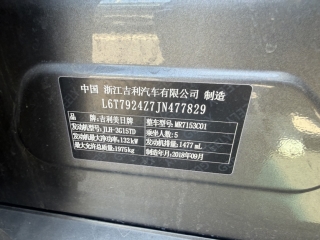 中国 浙江吉利汽车有限公司 制造
L6T7924Z7JN477829
品牌：吉利美日牌 整车型号：MR7153C01
发动机型号：JLH-3G15TD 乘坐人数：5
发动机最大净功率：132kW 发动机排量：1477mL
最大允许总质量：1975kg 制造年月：2018年09月